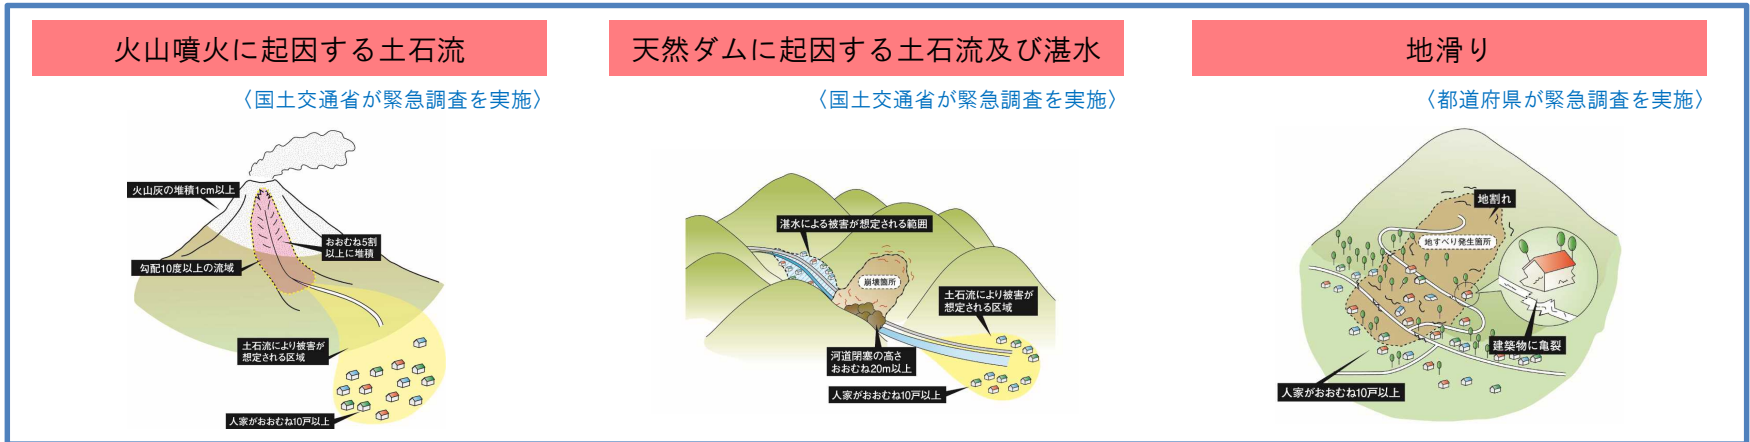 火山噴火に起因する土石流
〈国土交通省が緊急調査を実施〉
火山灰の堆積1cm以上
おおむね5割
以上に堆積
勾配10度以上の流域
土石流により被害が
想定される区域
人家がおおむね10戸以上
天然ダムに起因する土石流及び湛水
〈国土交通省が緊急調査を実施〉
湛水による被害が想定される範囲
崩壊箇所
土石流により被害が
想定される区域
河道閉塞の高さ
おおむね20m以上
人家がおおむね10戸以上
地滑り
〈都道府県が緊急調査を実施〉
地割れ
地すべり発生箇所
建築物に亀裂
人家がおおむね10戸以上